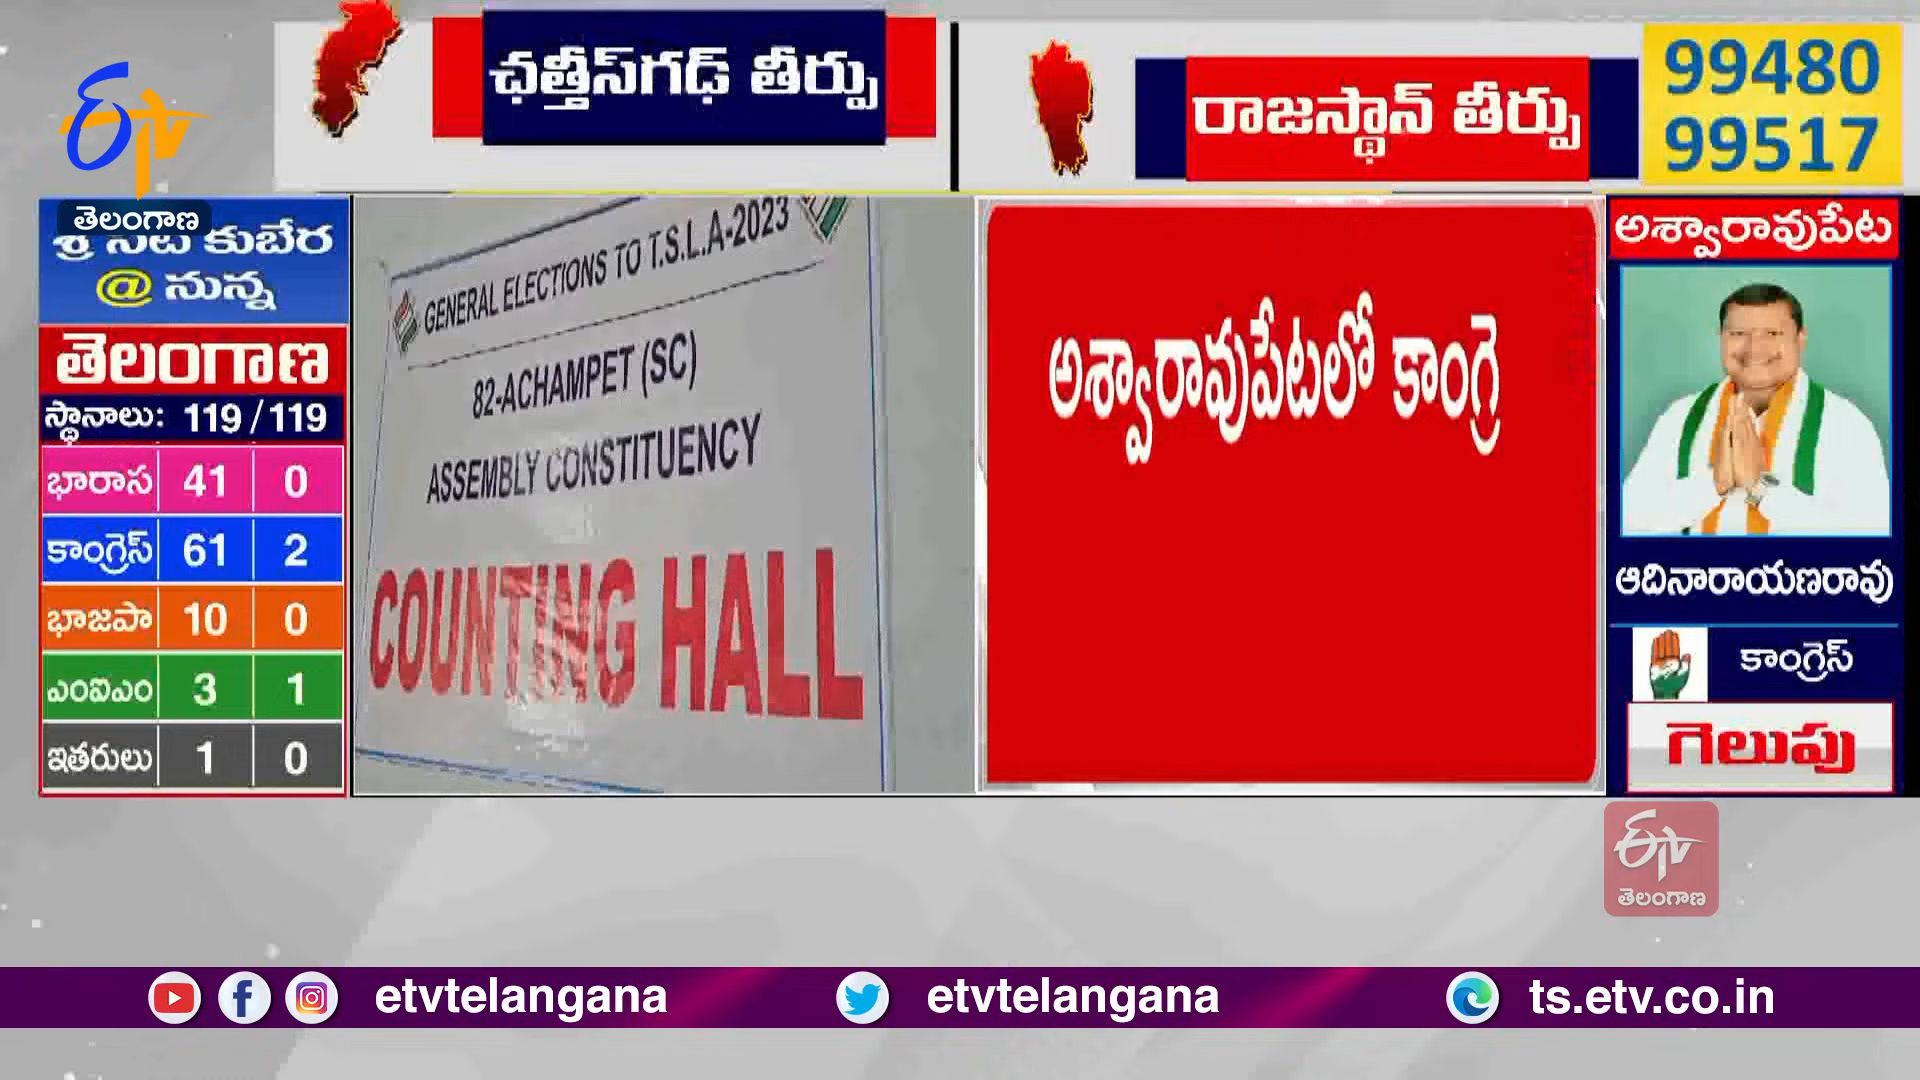 ఛత్తీస్‌గఢ్ తీర్పు
రాజస్థాన్ తీర్పు
99480
99517
ETV
తెలంగాణ
కుబేర
@ నున్న
తెలంగాణ
స్థానాలు: 119/119
భారాస 41 0
కాంగ్రెస్ 61 2
భాజపా 10 0
ఎంఐఎం 3 1
ఇతరులు 1 0
GENERAL ELECTIONS TO T.S.L.A-2023
82-ACHAMPET (SC)
ASSEMBLY CONSTITUENCY
COUNTING HALL
అశ్వారావుపేటలో కాంగ్రె
అశ్వారావుపేట
ఆదినారాయణరావు
కాంగ్రెస్
గెలుపు
ETV
తెలంగాణ
etvtelangana
etvtelangana
ts.etv.co.in